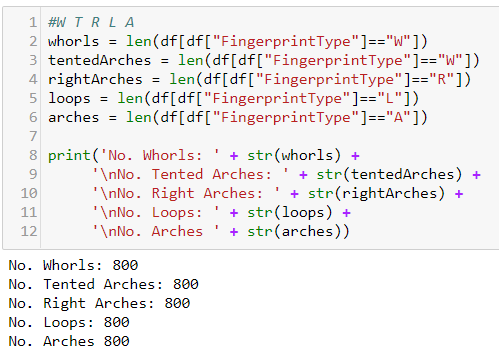 1 #W T R L A
2 whorls = len(df[df["FingerprintType"]=="W"])
3 tentedArches = len(df[df["FingerprintType"]=="W"])
4 rightArches = len(df[df["FingerprintType"]=="R"])
5 loops = len(df[df["FingerprintType"]=="L"])
6 arches = len(df[df["FingerprintType"]=="A"])
7
8 print('No. Whorls: ' + str(whorls) +
9 '\nNo. Tented Arches: ' + str(tentedArches) +
10 '\nNo. Right Arches: ' + str(rightArches) +
11 '\nNo. Loops: ' + str(loops) +
12 '\nNo. Arches ' + str(arches))
No. Whorls: 800
No. Tented Arches: 800
No. Right Arches: 800
No. Loops: 800
No. Arches 800